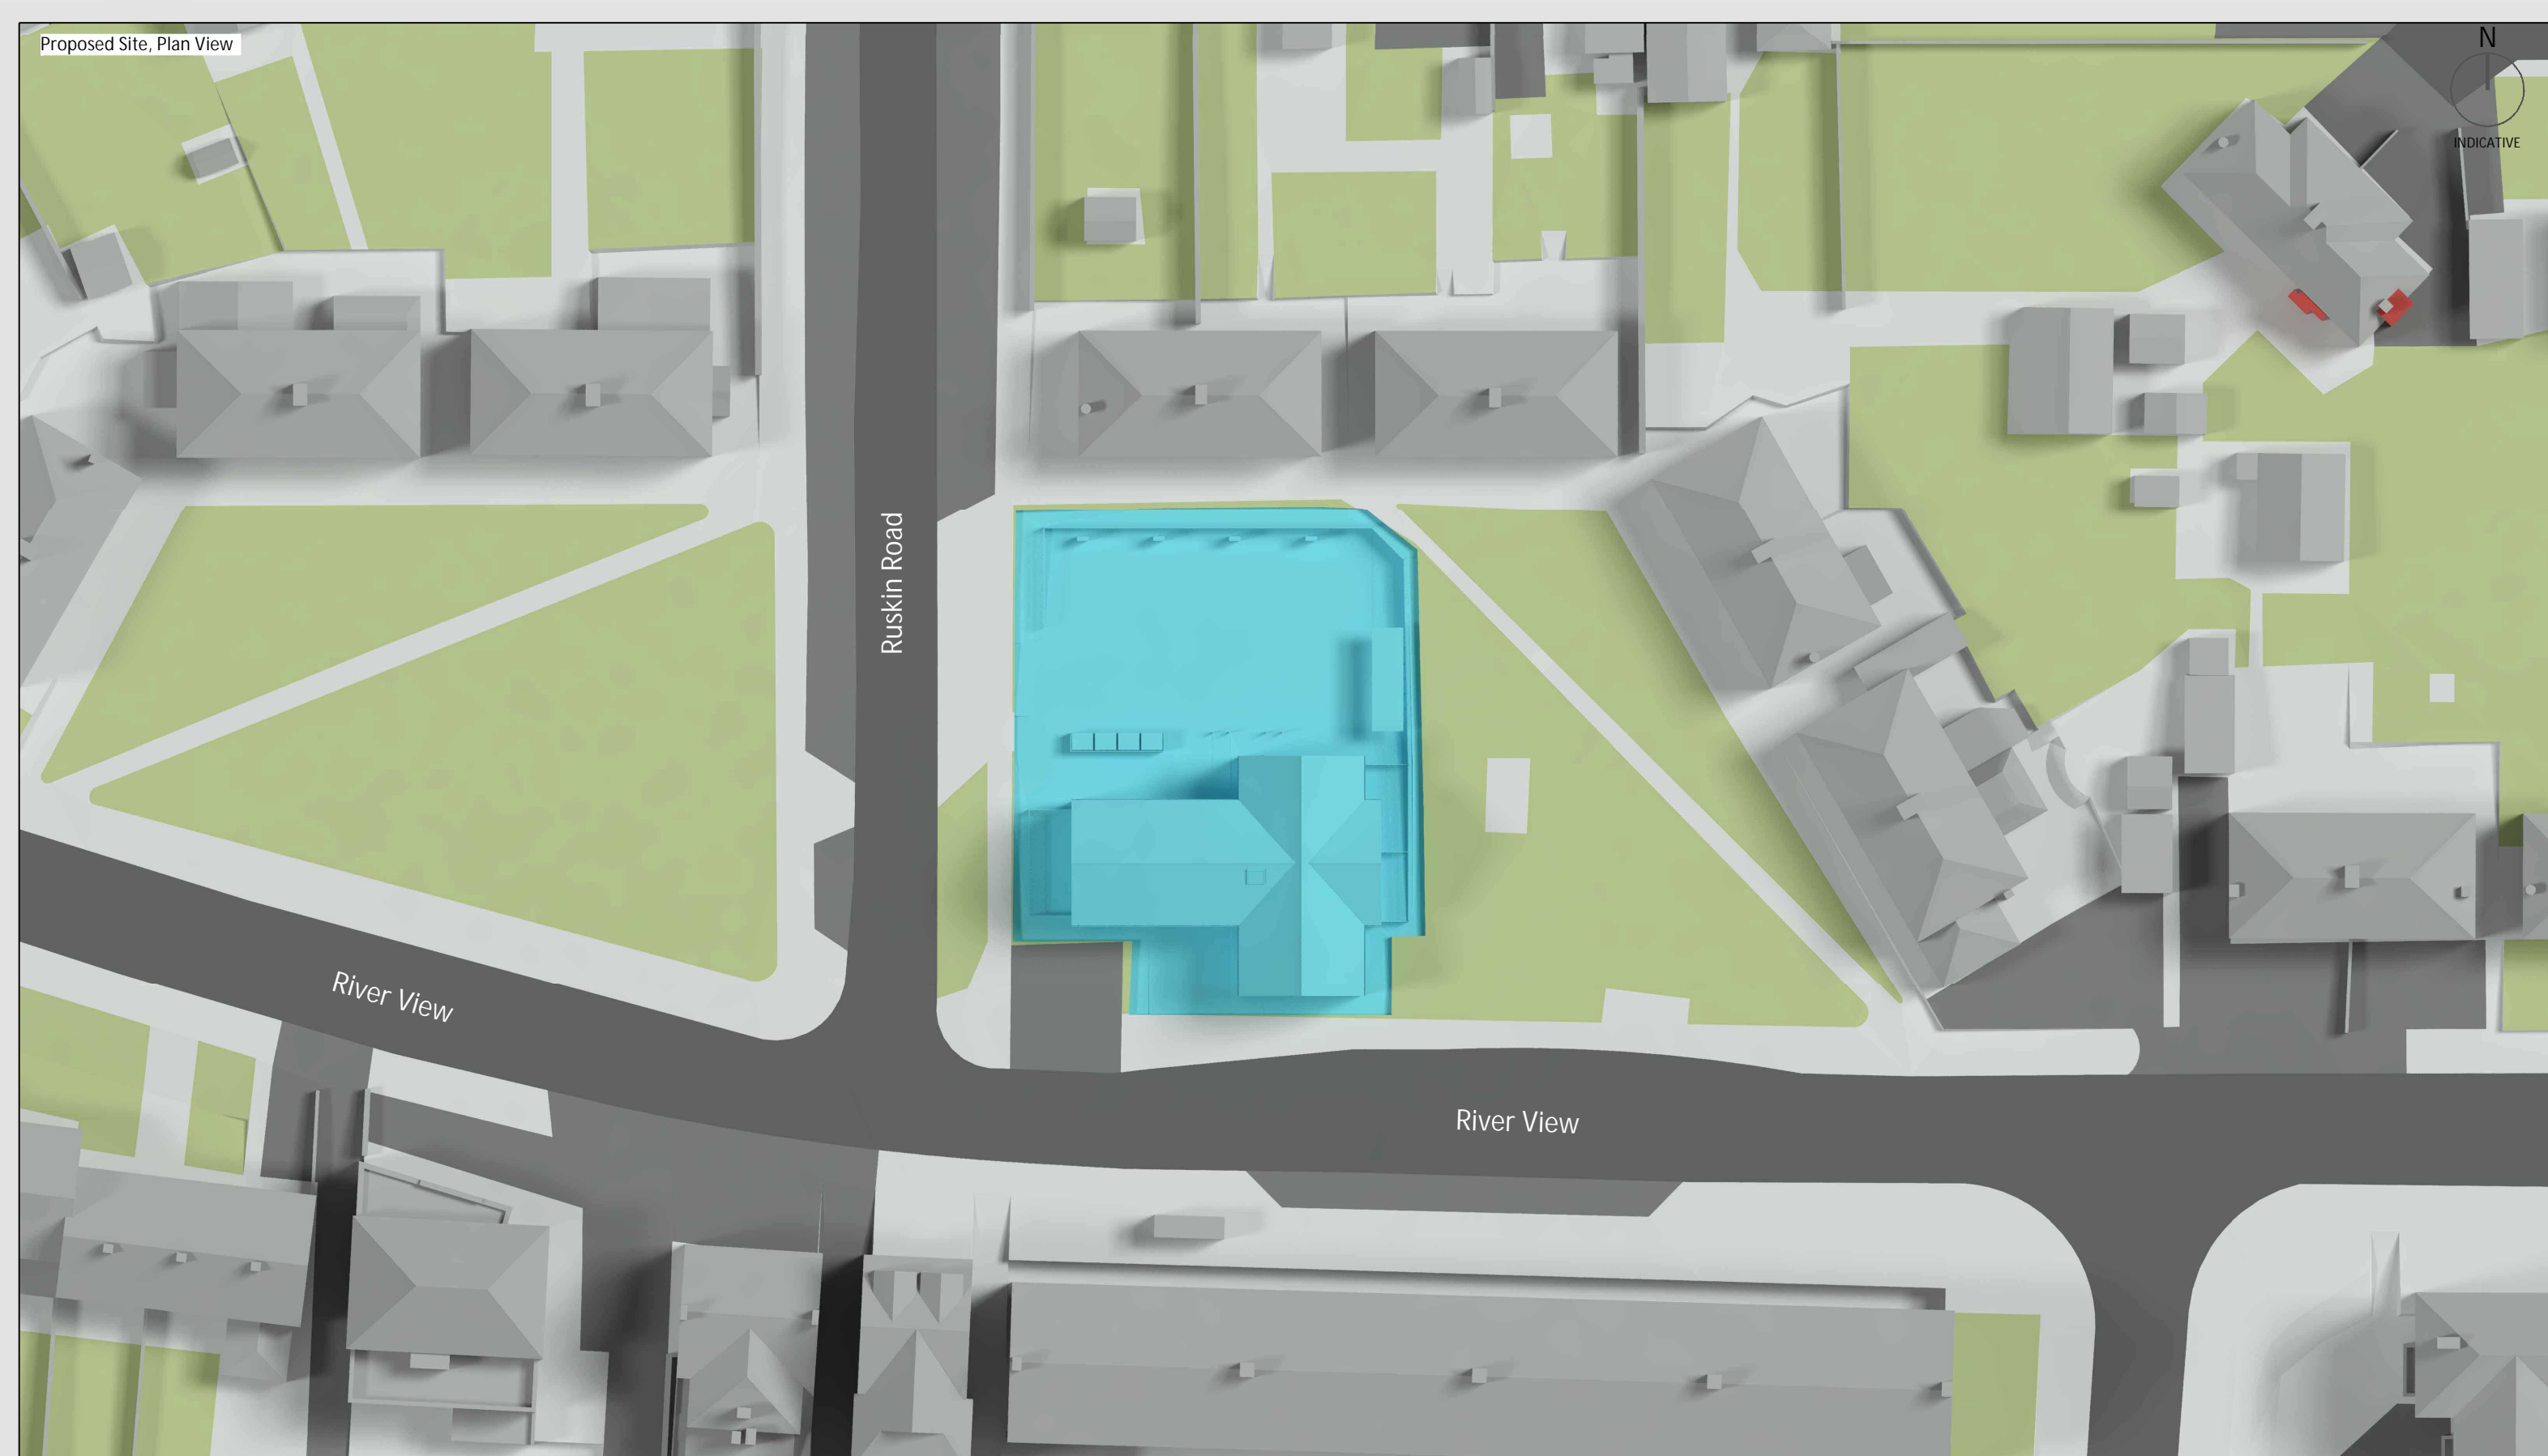 Proposed Site, Plan View
N
INDICATIVE
Ruskin Road
River View
River View